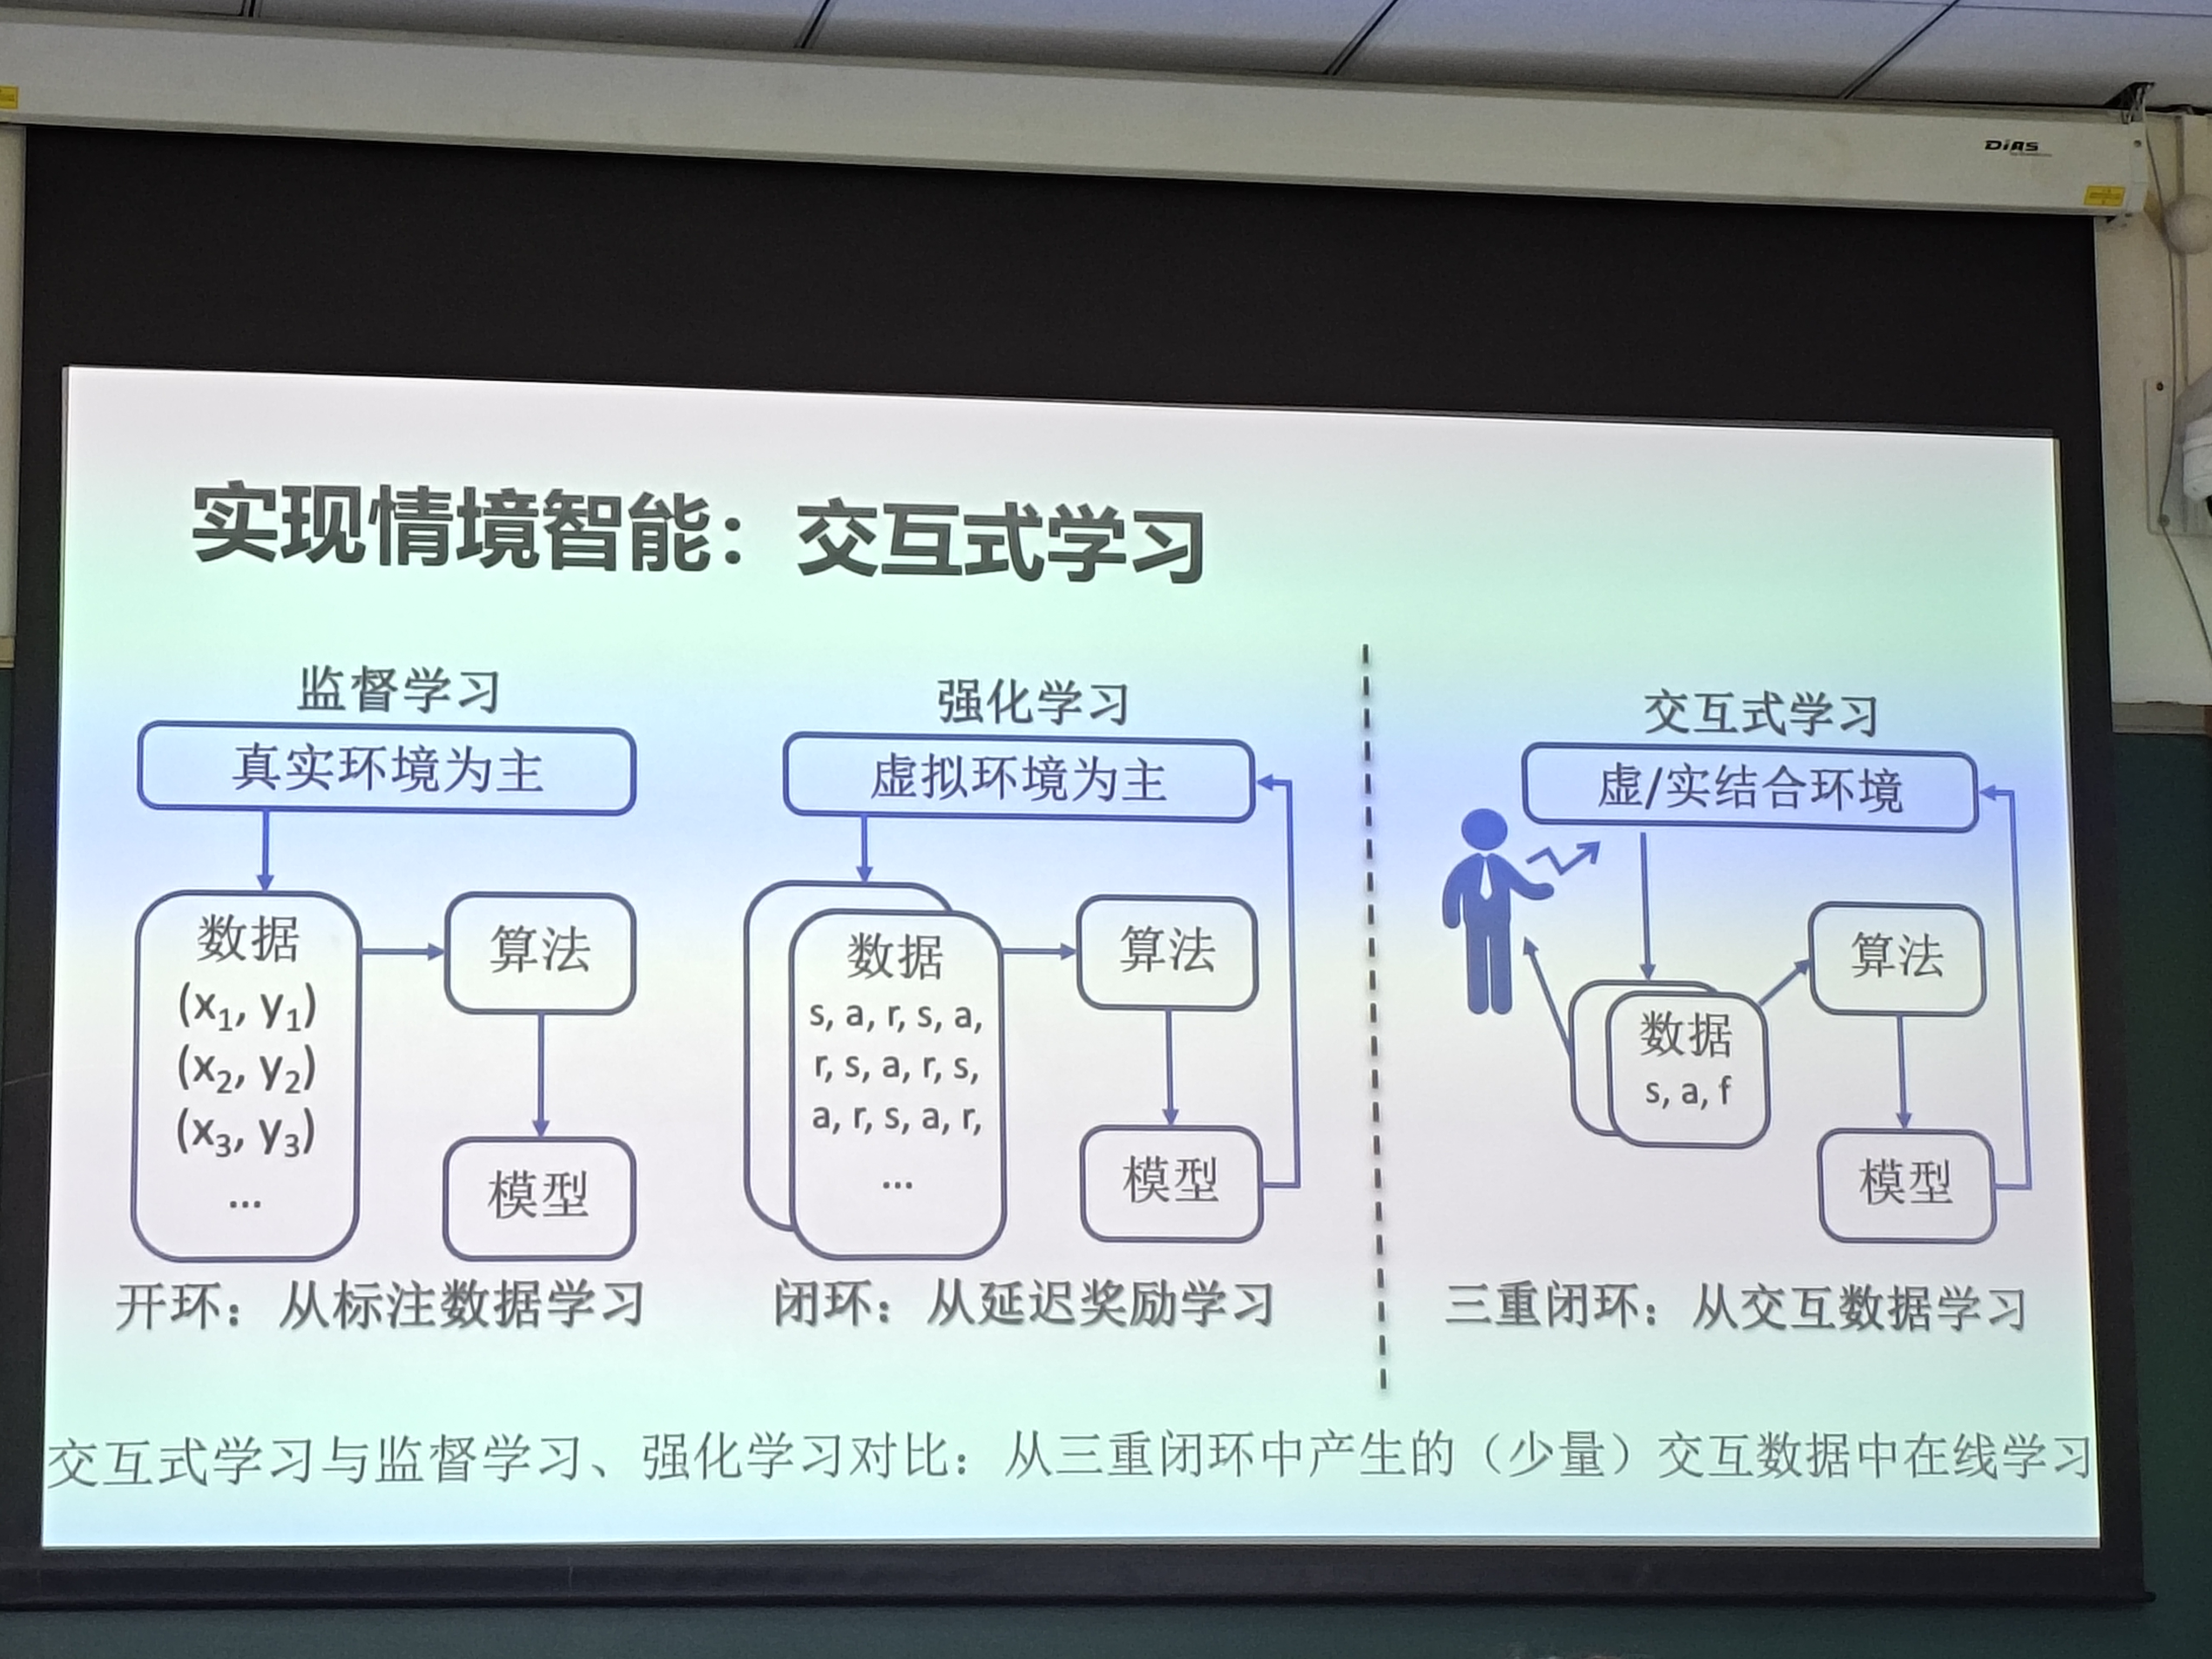 DiAS
实现情境智能：交互式学习
监督学习
真实环境为主
数据
(x₁, y₁)
(x₂, y₂)
(x₃, y₃)
...
算法
模型
开环：从标注数据学习
强化学习
虚拟环境为主
数据
s, a, r, s, a,
r, s, a, r, s,
a, r, s, a, r,
...
算法
模型
闭环：从延迟奖励学习
交互式学习
虚/实结合环境
数据
s, a, f
算法
模型
三重闭环：从交互数据学习
交互式学习与监督学习、强化学习对比：从三重闭环中产生的（少量）交互数据中在线学习